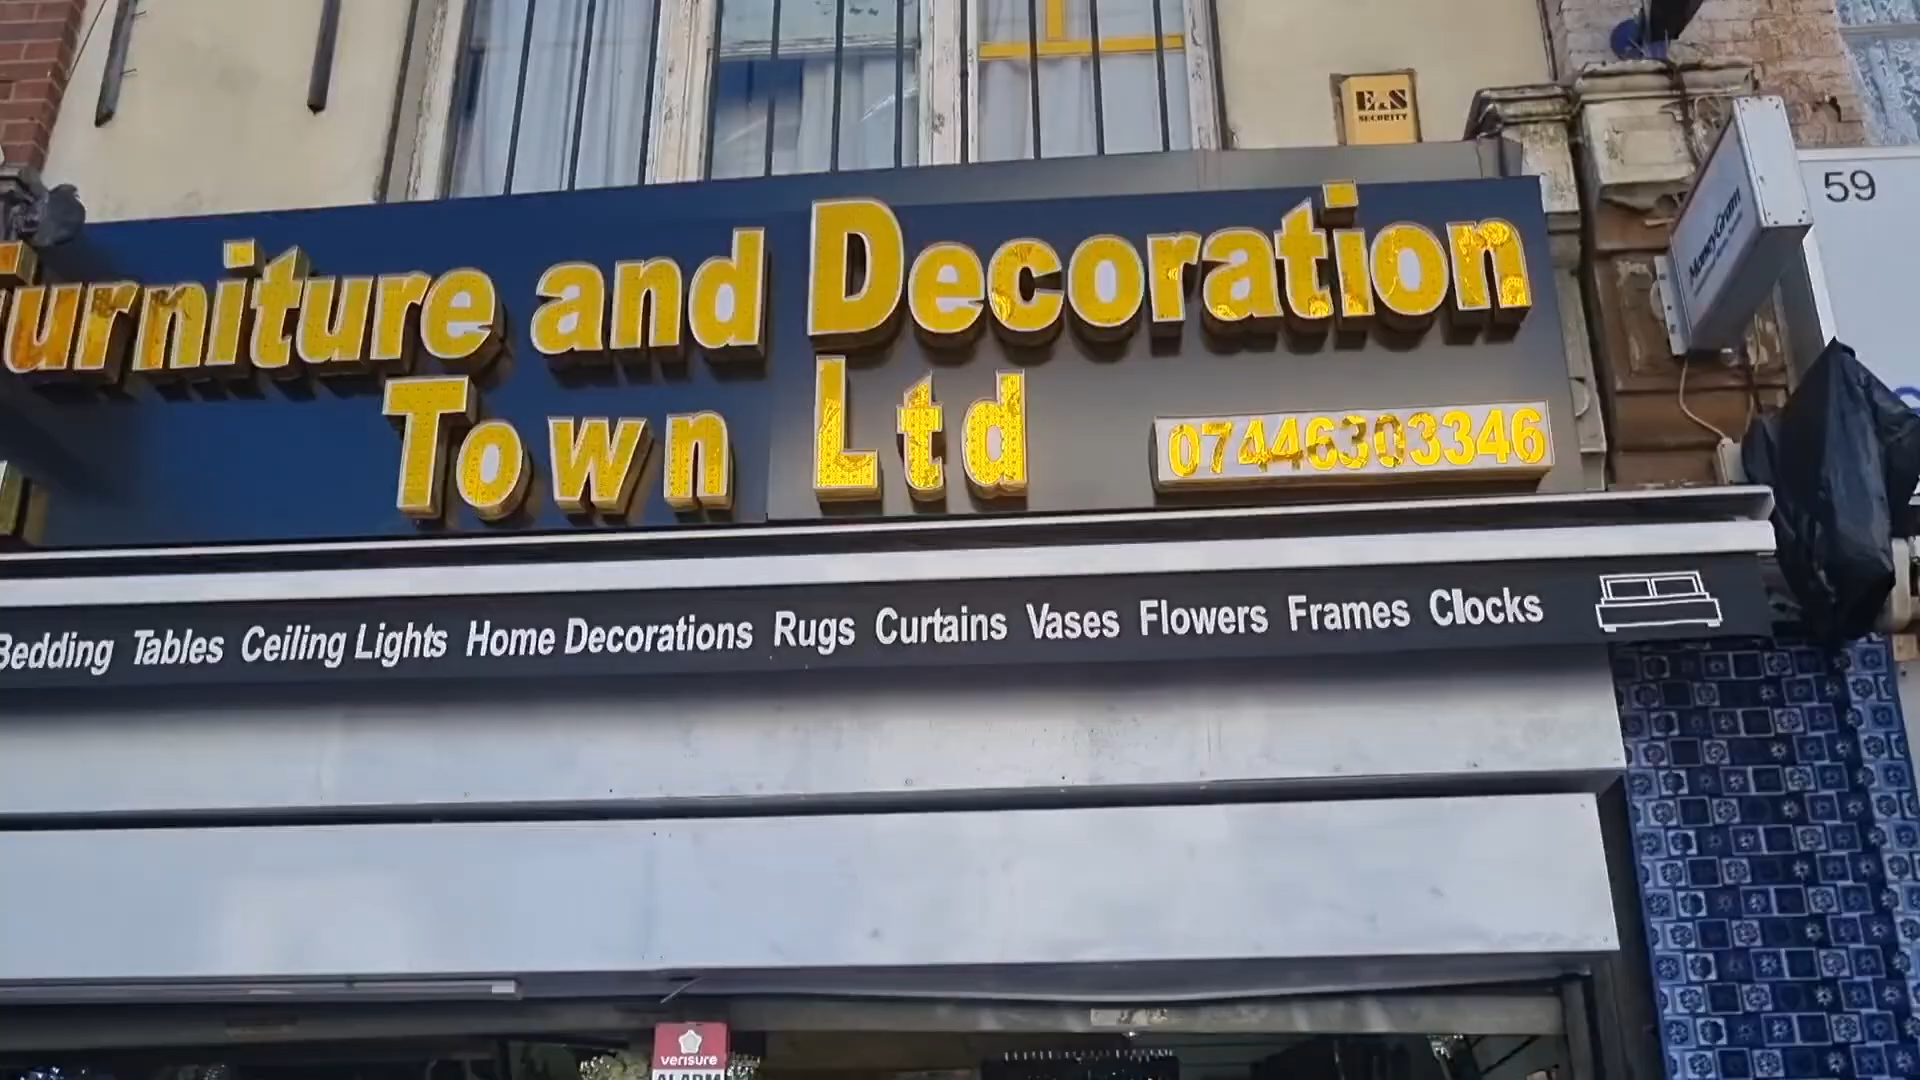 E&S
SECURITY
59
MoneyGram
urniture and Decoration
Town Ltd
07446303346
Bedding Tables Ceiling Lights Home Decorations Rugs Curtains Vases Flowers Frames Clocks
verisure
ALARM